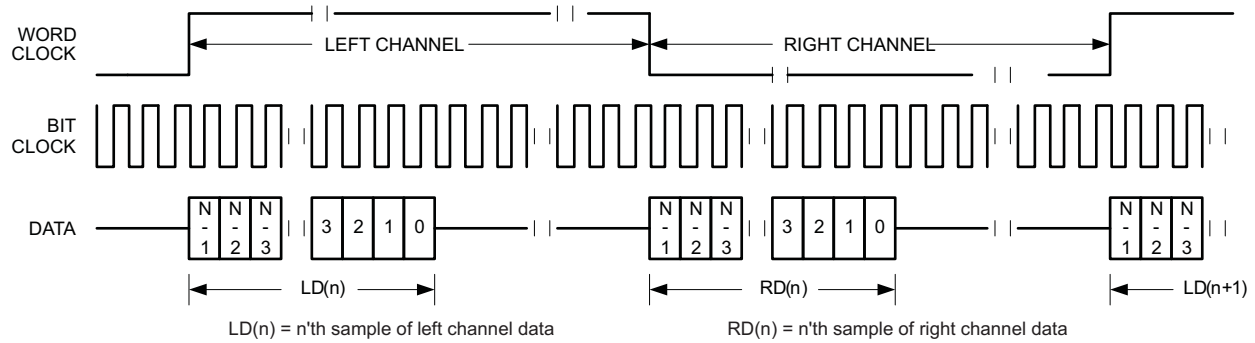 WORD
CLOCK
LEFT CHANNEL
RIGHT CHANNEL
BIT
CLOCK
DATA
N-1 N-2 N-3 3 2 1 0 N-1 N-2 N-3 3 2 1 0 N-1 N-2 N-3
LD(n) RD(n) LD(n+1)
LD(n) = n'th sample of left channel data
RD(n) = n'th sample of right channel data